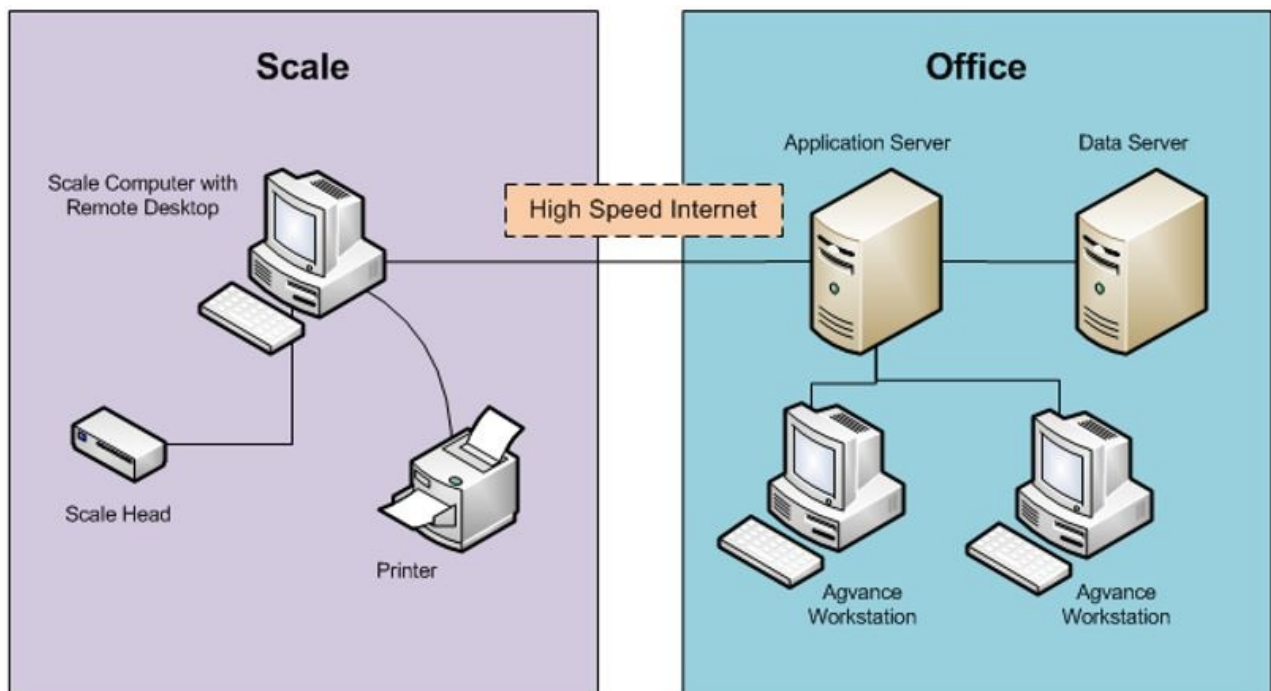 Scale
Scale Computer with
Remote Desktop
Scale Head
Printer
High Speed Internet
Office
Application Server
Data Server
Agvance
Workstation
Agvance
Workstation